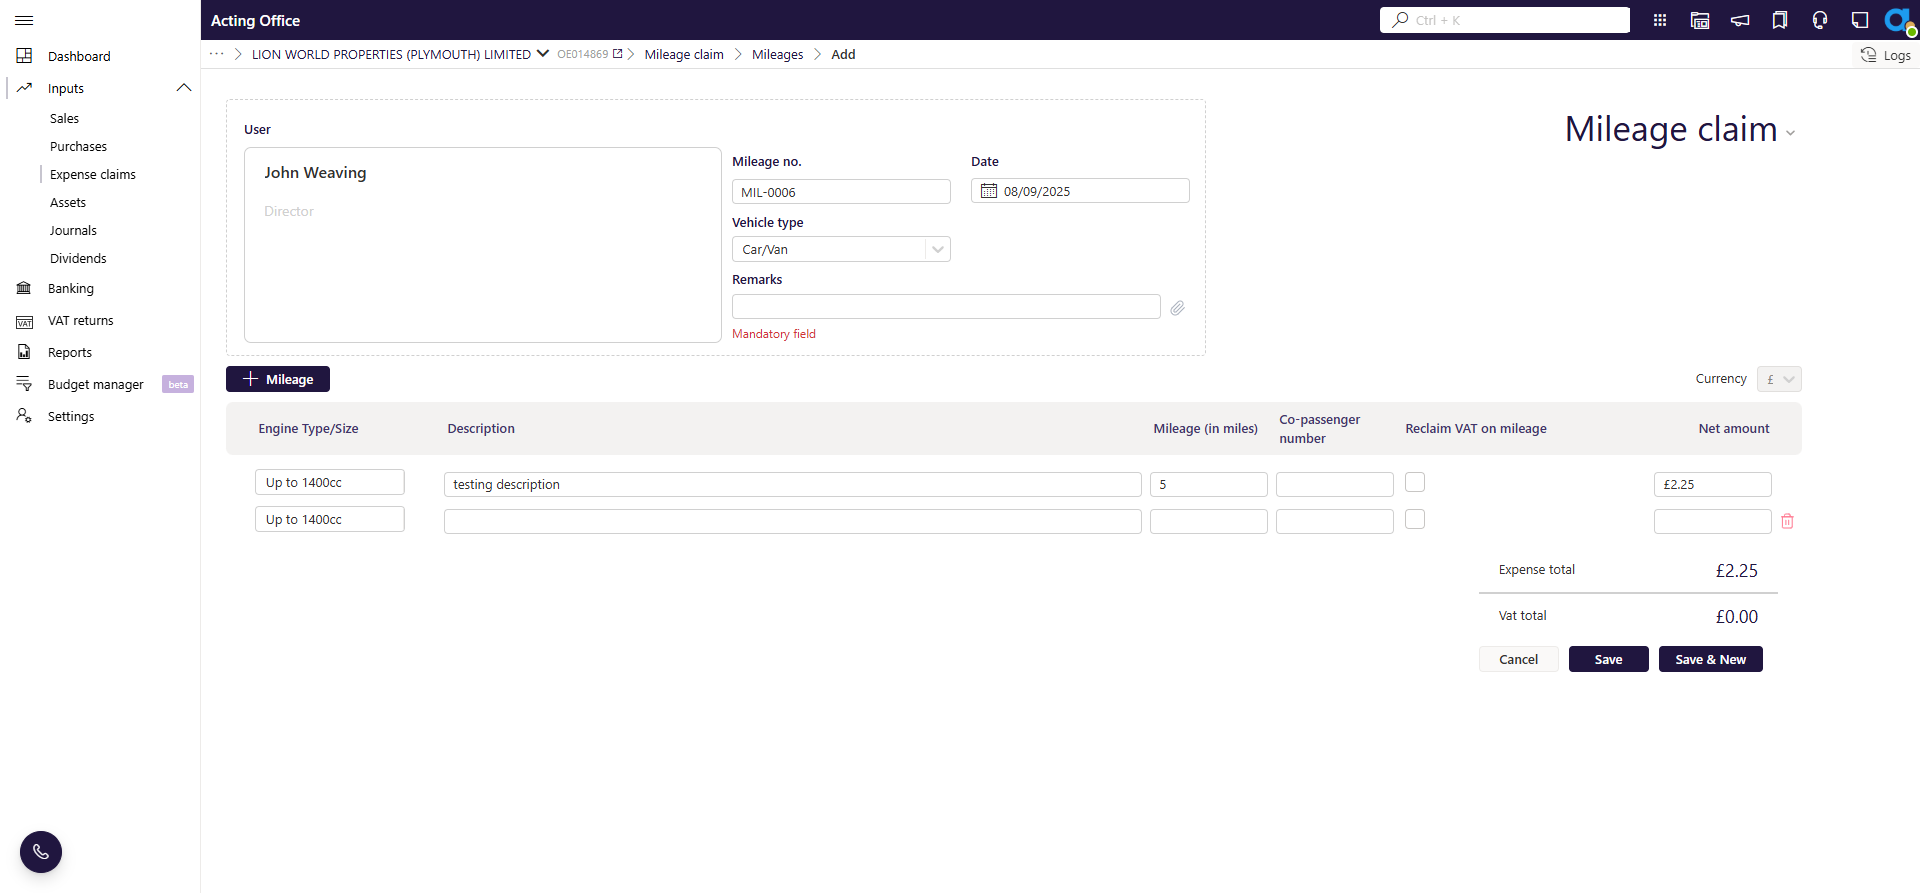 Acting Office
Ctrl + K
Dashboard
Inputs
Sales
Purchases
Expense claims
Assets
Journals
Dividends
Banking
VAT
VAT returns
Reports
Budget manager beta
Settings
··· LION WORLD PROPERTIES (PLYMOUTH) LIMITED OE014869 Mileage claim Mileages Add
Logs
User
John Weaving
Director
Mileage no.
MIL-0006
Date
08/09/2025
Vehicle type
Car/Van
Remarks
Mandatory field
Mileage claim
Mileage
Currency £
Engine Type/Size Description Mileage (in miles) Co-passenger number Reclaim VAT on mileage Net amount
Up to 1400cc testing description 5 £2.25
Up to 1400cc
Expense total £2.25
Vat total £0.00
Cancel Save Save & New